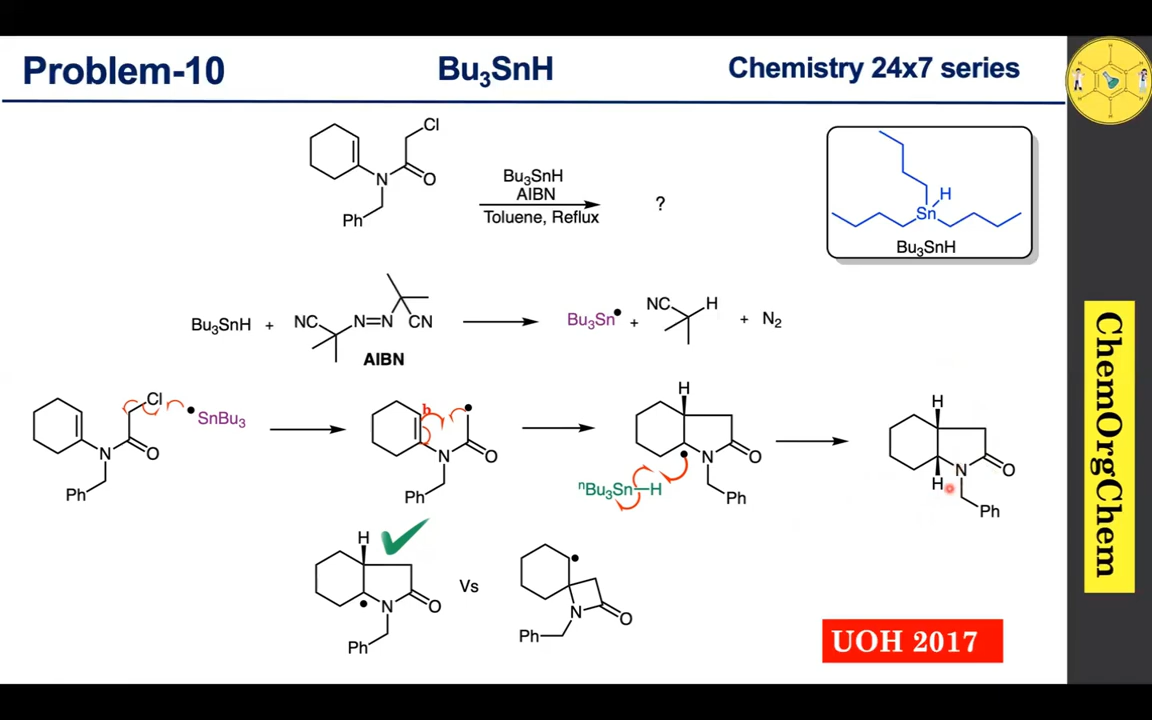 Problem-10
Bu₃SnH
Chemistry 24x7 series
Cl
N
O
Ph
Bu₃SnH
AIBN
Toluene, Reflux
?
H
Sn
Bu₃SnH
Bu₃SnH + NC N=N CN
AIBN
Bu₃Sn• + NC H + N₂
Cl
•SnBu₃
N
O
Ph
h
N
O
Ph
H
N
O
Ph
ⁿBu₃Sn—H
H
H
N
O
Ph
H
N
O
Ph
Vs
N
O
Ph
UOH 2017
ChemOrgChem